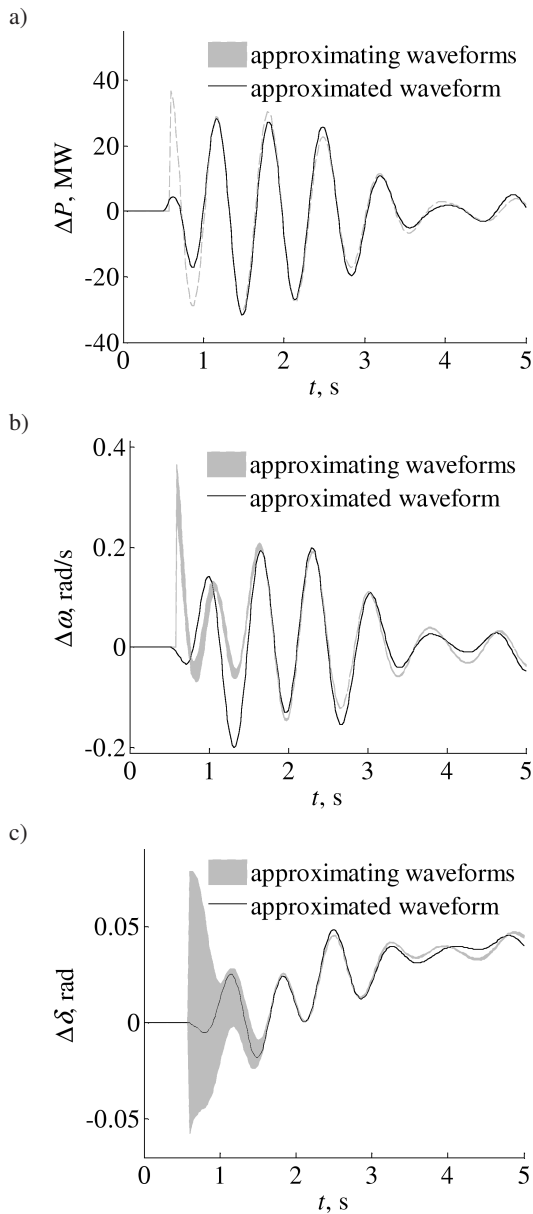 a)
approximating waveforms
approximated waveform
40
20
0
-20
-40
ΔP, MW
0 1 2 3 4 5
t, s
b)
approximating waveforms
approximated waveform
0.4
0.2
0
-0.2
Δω, rad/s
0 1 2 3 4 5
t, s
c)
approximating waveforms
approximated waveform
0.05
0
-0.05
Δδ, rad
0 1 2 3 4 5
t, s